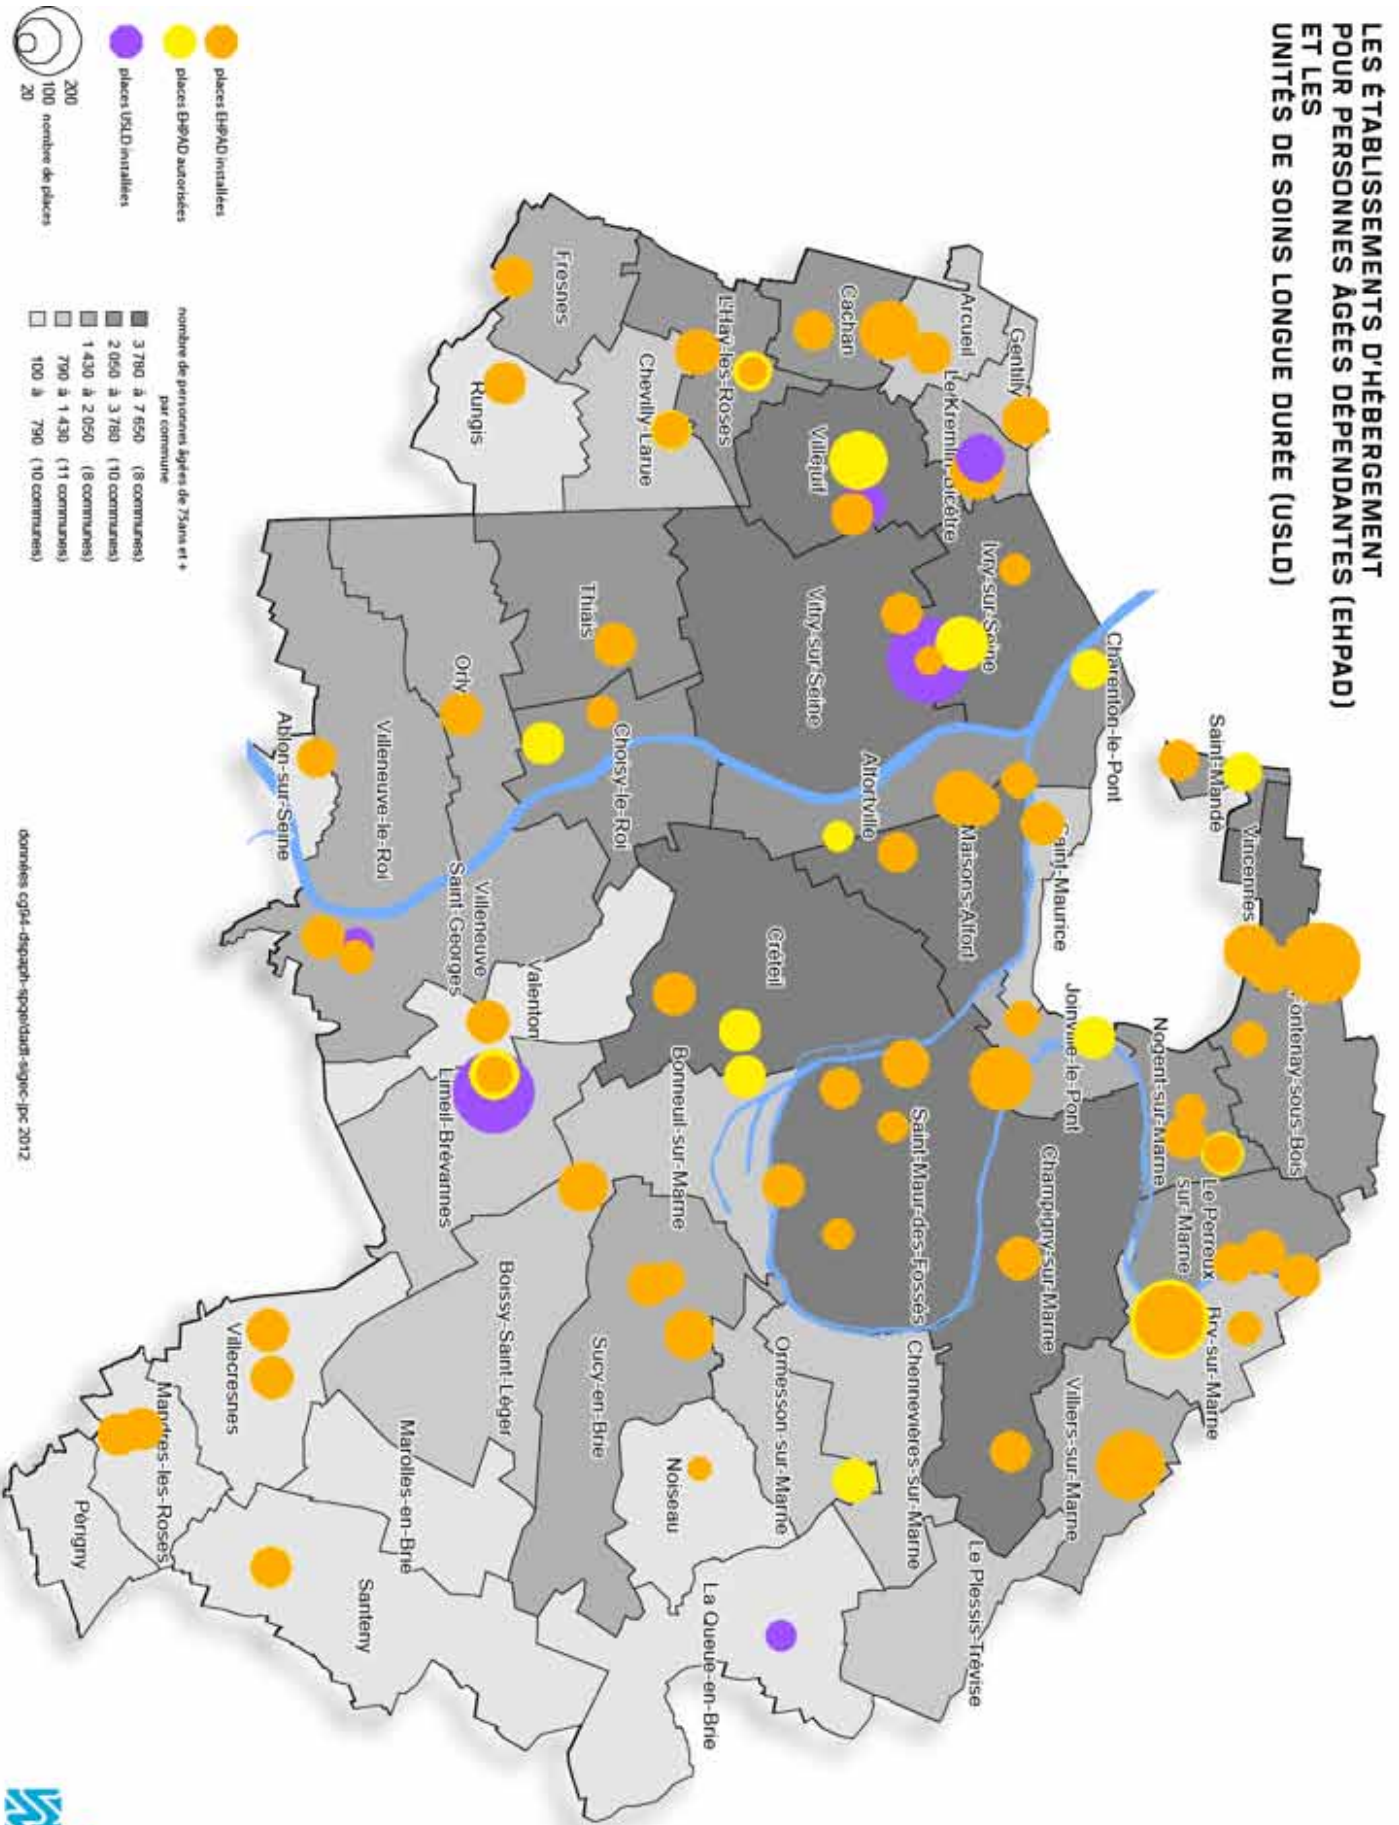 LES ÉTABLISSEMENTS D'HÉBERGEMENT
POUR PERSONNES ÂGÉES DÉPENDANTES (EHPAD)
ET LES
UNITÉS DE SOINS LONGUE DURÉE (USLD)
Saint-Mandé
Vincennes
Fontenay-sous-Bois
Charenton-le-Pont
Saint-Maurice
Joinville-le-Pont
Nogent-sur-Marne
Le Perreux
sur-Marne
Bry-sur-Marne
Gentilly
Arcueil
Le Kremlin-Bicêtre
Ivry-sur-Seine
Maisons-Alfort
Champigny-sur-Marne
Villiers-sur-Marne
Le Plessis-Trévise
Cachan
Villejuif
Vitry-sur-Seine
Alfortville
Saint-Maur-des-Fossés
Chennevières-sur-Marne
L'Hay-les-Roses
Créteil
Ormesson-sur-Marne
La Queue-en-Brie
Chevilly-Larue
Bonneuil-sur-Marne
Noiseau
Fresnes
Thiais
Choisy-le-Roi
Sucy-en-Brie
Rungis
Orly
Valenton
Villeneuve
Saint-Georges
Limeil-Brévannes
Boissy-Saint-Léger
Marolles-en-Brie
Santeny
Villeneuve-le-Roi
Ablon-sur-Seine
Villecresnes
Mandres-les-Roses
Périgny
places EHPAD installées
places EHPAD autorisées
places USLD installées
200
100 nombre de places
20
nombre de personnes âgées de 75ans et +
par commune
3 780 à 7 650 (8 communes)
2 050 à 3 780 (10 communes)
1 430 à 2 050 (8 communes)
790 à 1 430 (11 communes)
100 à 790 (10 communes)
données cg94-dspaph-spqe/dadt-sigec-jpc 2012